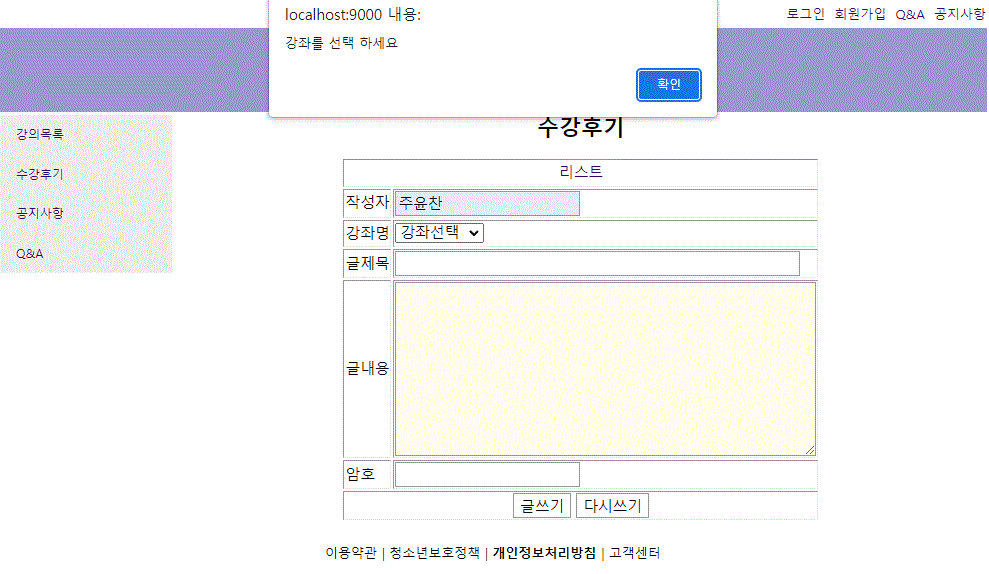 localhost:9000 내용:
강좌를 선택 하세요
확인
로그인 회원가입 Q&A 공지사항
강의목록
수강후기
공지사항
Q&A
수강후기
리스트
작성자 주윤찬
강좌명 강좌선택
글제목
글내용
암호
글쓰기 다시쓰기
이용약관 | 청소년보호정책 | 개인정보처리방침 | 고객센터